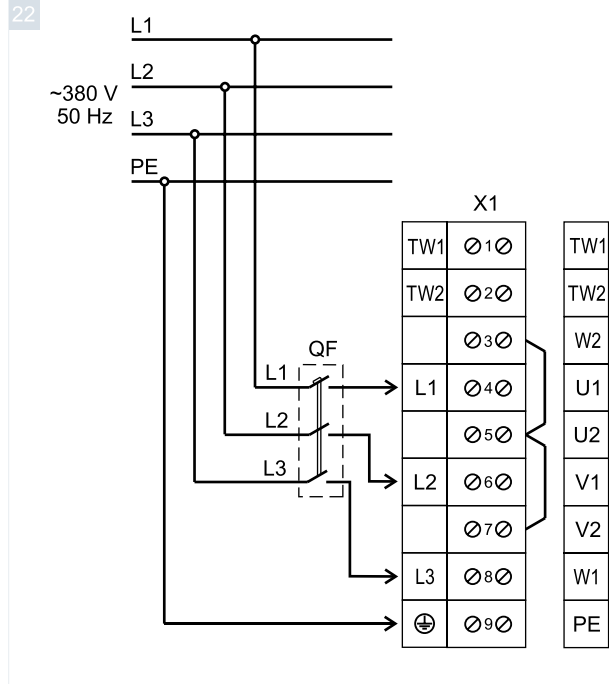 22
L1
L2
~380 V
50 Hz
L3
PE
X1
TW1 1 TW1
TW2 2 TW2
3 W2
QF
L1 L1 4 U1
L2 5 U2
L3 L2 6 V1
7 V2
L3 8 W1
9 PE